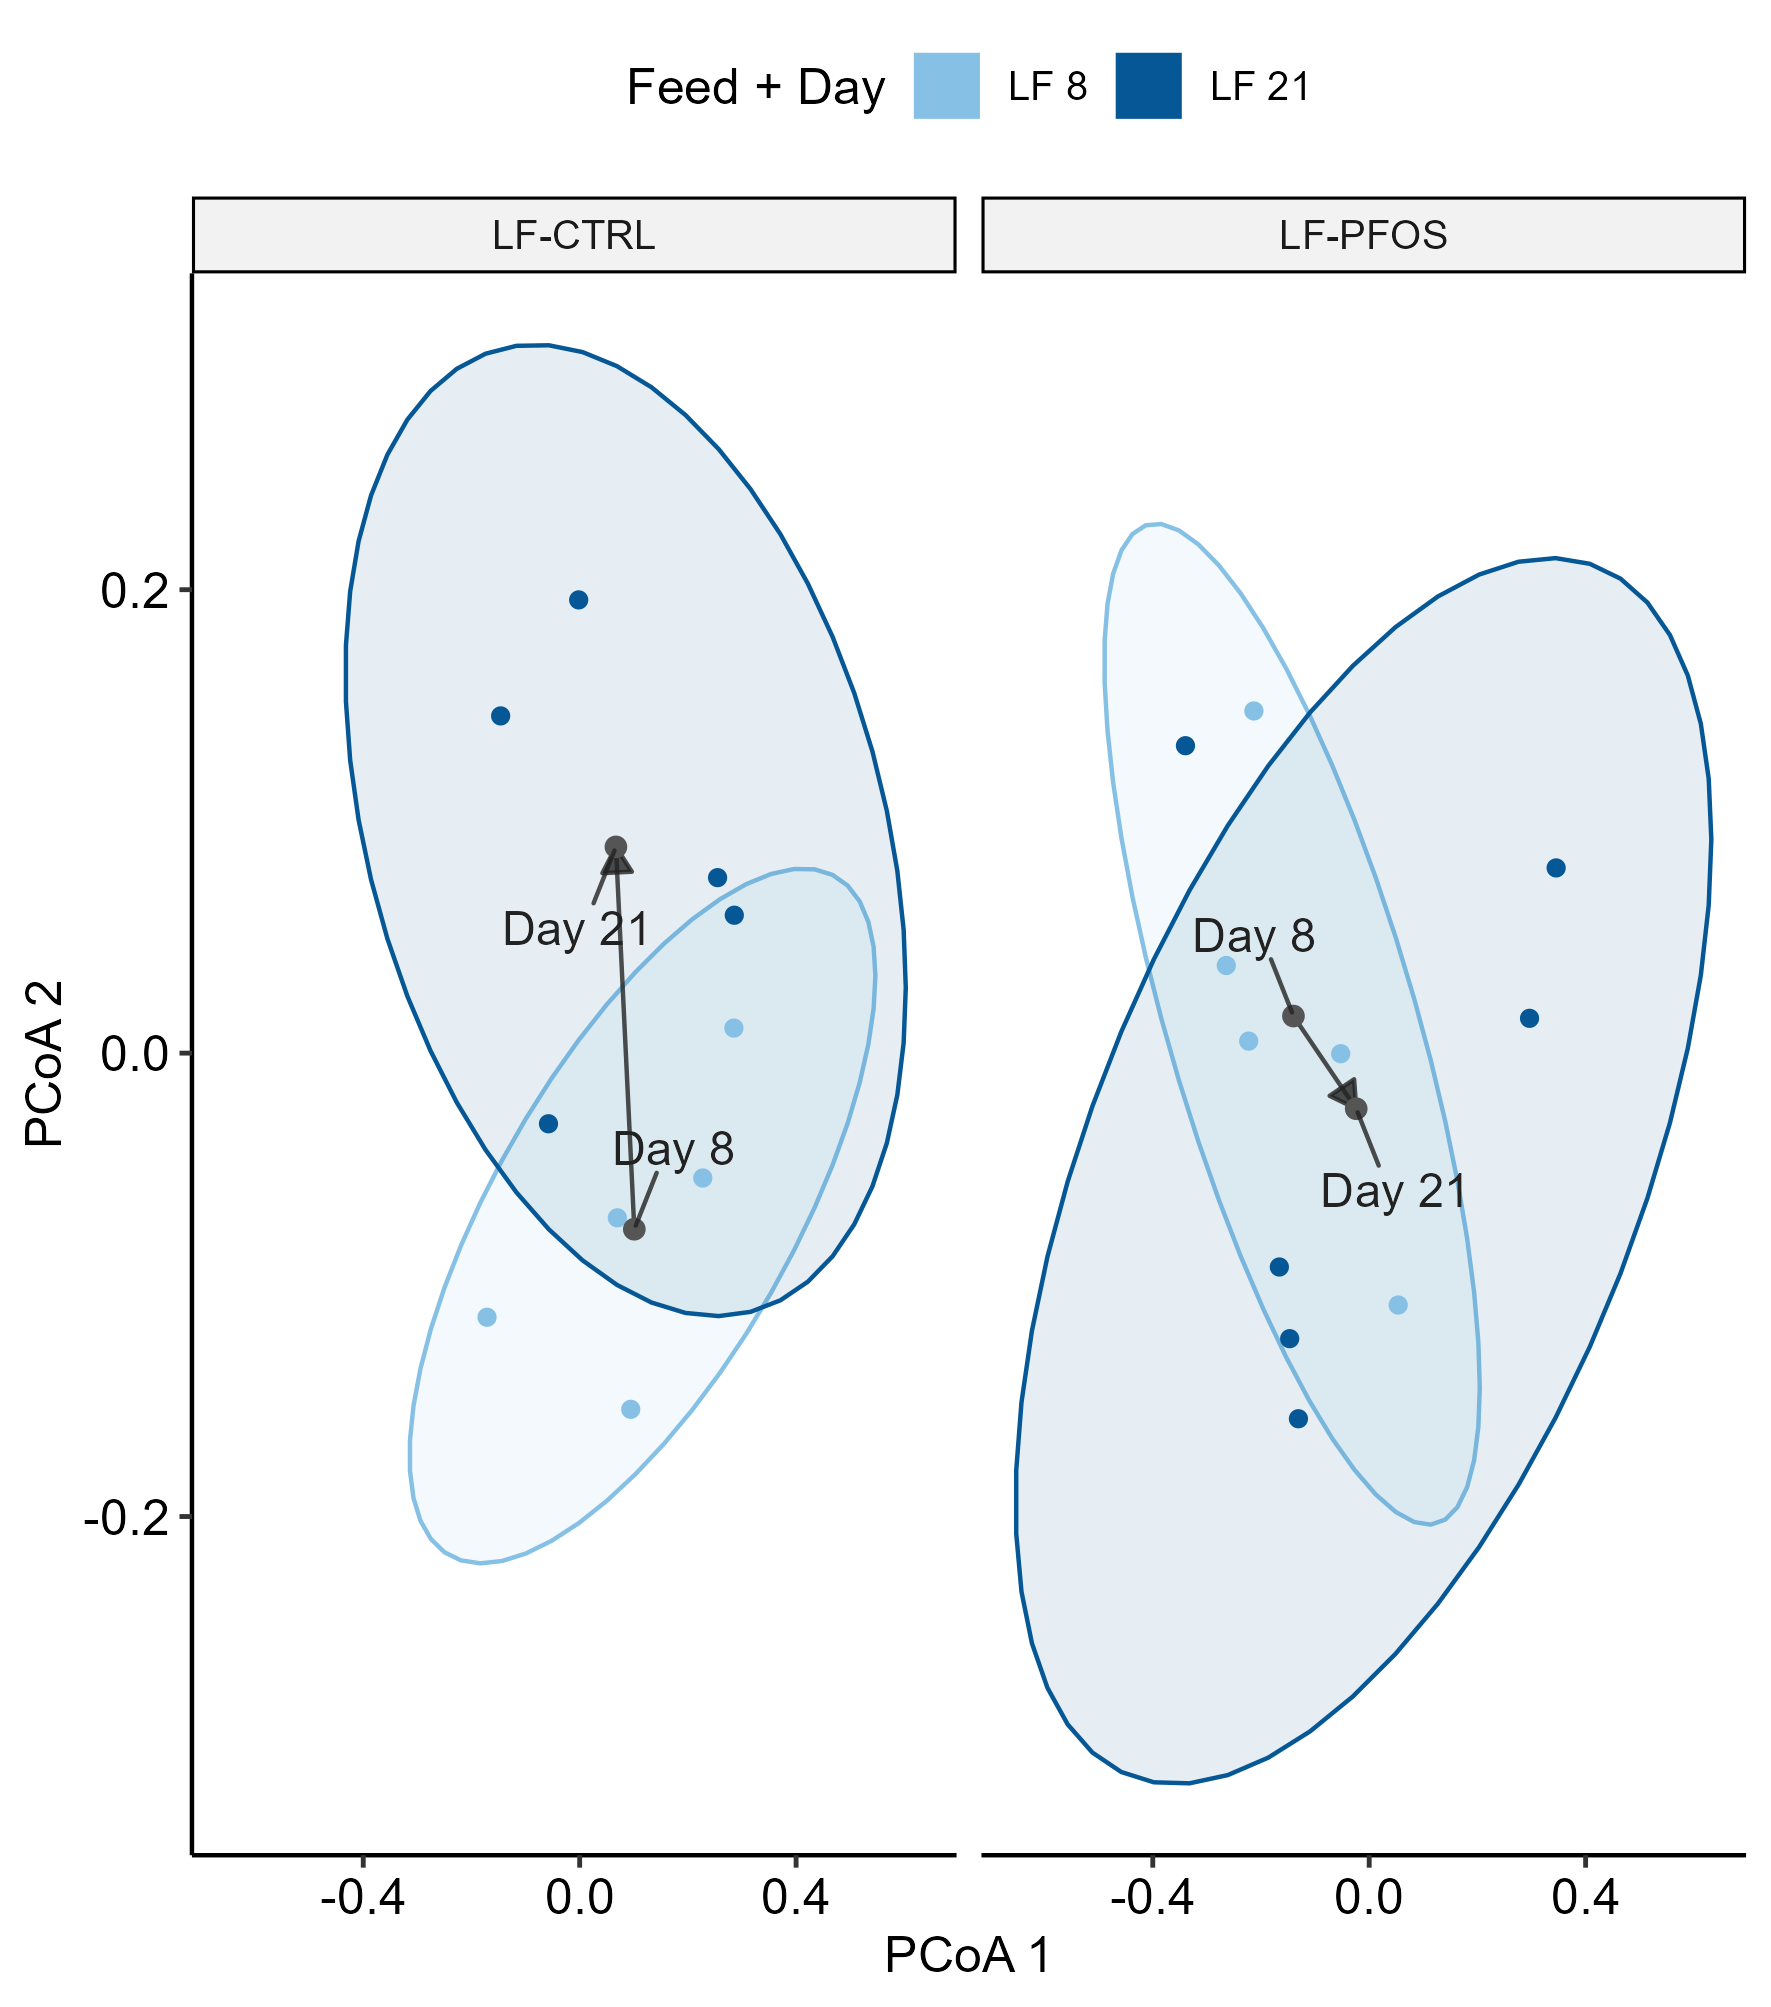 Feed + Day LF 8 LF 21
LF-CTRL
LF-PFOS
PCoA 2
0.2
0.0
-0.2
Day 21
Day 8
Day 8
Day 21
-0.4 0.0 0.4
-0.4 0.0 0.4
PCoA 1